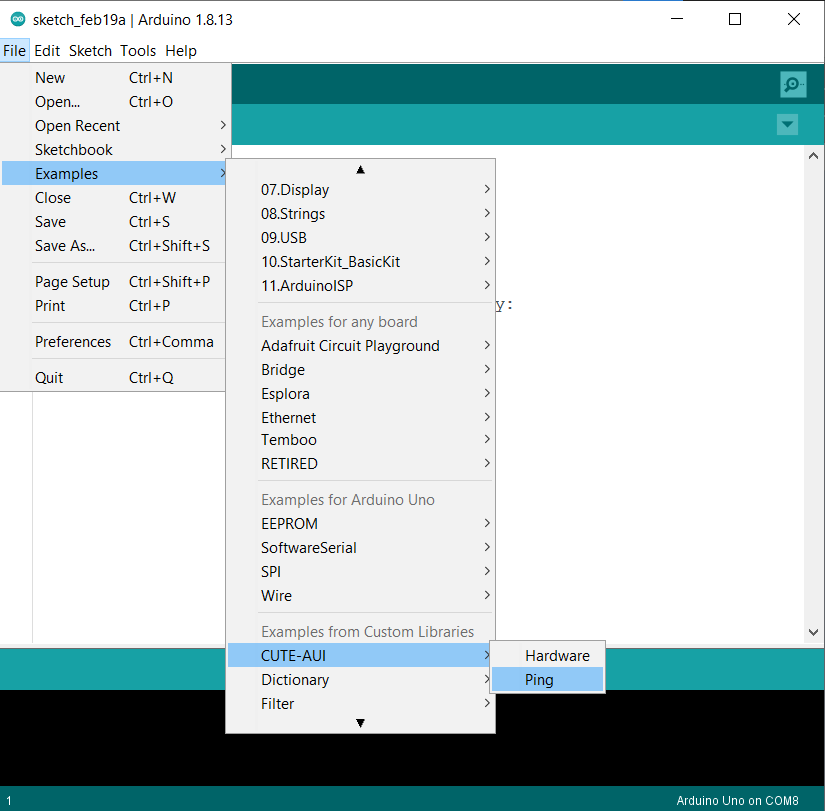 sketch_feb19a | Arduino 1.8.13
File Edit Sketch Tools Help
New Ctrl+N
Open... Ctrl+O
Open Recent
Sketchbook
Examples
Close Ctrl+W
Save Ctrl+S
Save As... Ctrl+Shift+S
Page Setup Ctrl+Shift+P
Print Ctrl+P
Preferences Ctrl+Comma
Quit Ctrl+Q
07.Display
08.Strings
09.USB
10.StarterKit_BasicKit
11.ArduinoISP
Examples for any board
Adafruit Circuit Playground
Bridge
Esplora
Ethernet
Temboo
RETIRED
Examples for Arduino Uno
EEPROM
SoftwareSerial
SPI
Wire
Examples from Custom Libraries
CUTE-AUI
Dictionary
Filter
Hardware
Ping
y:
1 Arduino Uno on COM8